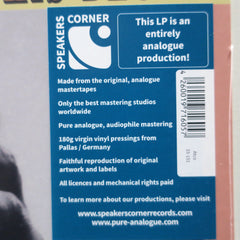 SPEAKERS
CORNER
This LP is an
entirely
analogue
production!
Made from the original, analogue
mastertapes
Only the best mastering studios
worldwide
Pure analogue, audiophile mastering
180g virgin vinyl pressings from
Pallas / Germany
Faithful reproduction of original
artwork and labels
All licences and mechanical rights paid
To learn more about our productions, please visit
www.speakerscornerrecords.com
www.pure-analogue.com
4260019716057